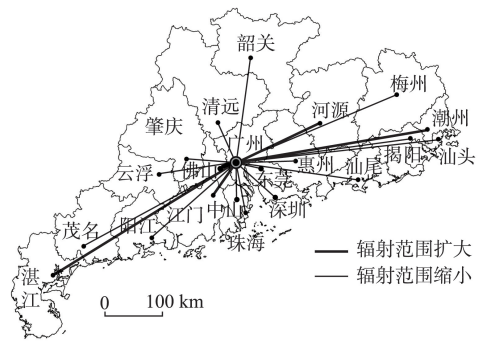 韶关
梅州
清远
河源
潮州
肇庆
广州
揭阳
汕头
云浮
佛山
东莞
惠州
汕尾
江门
中山
深圳
茂名
阳江
珠海
湛
江
辐射范围扩大
辐射范围缩小
0 100 km